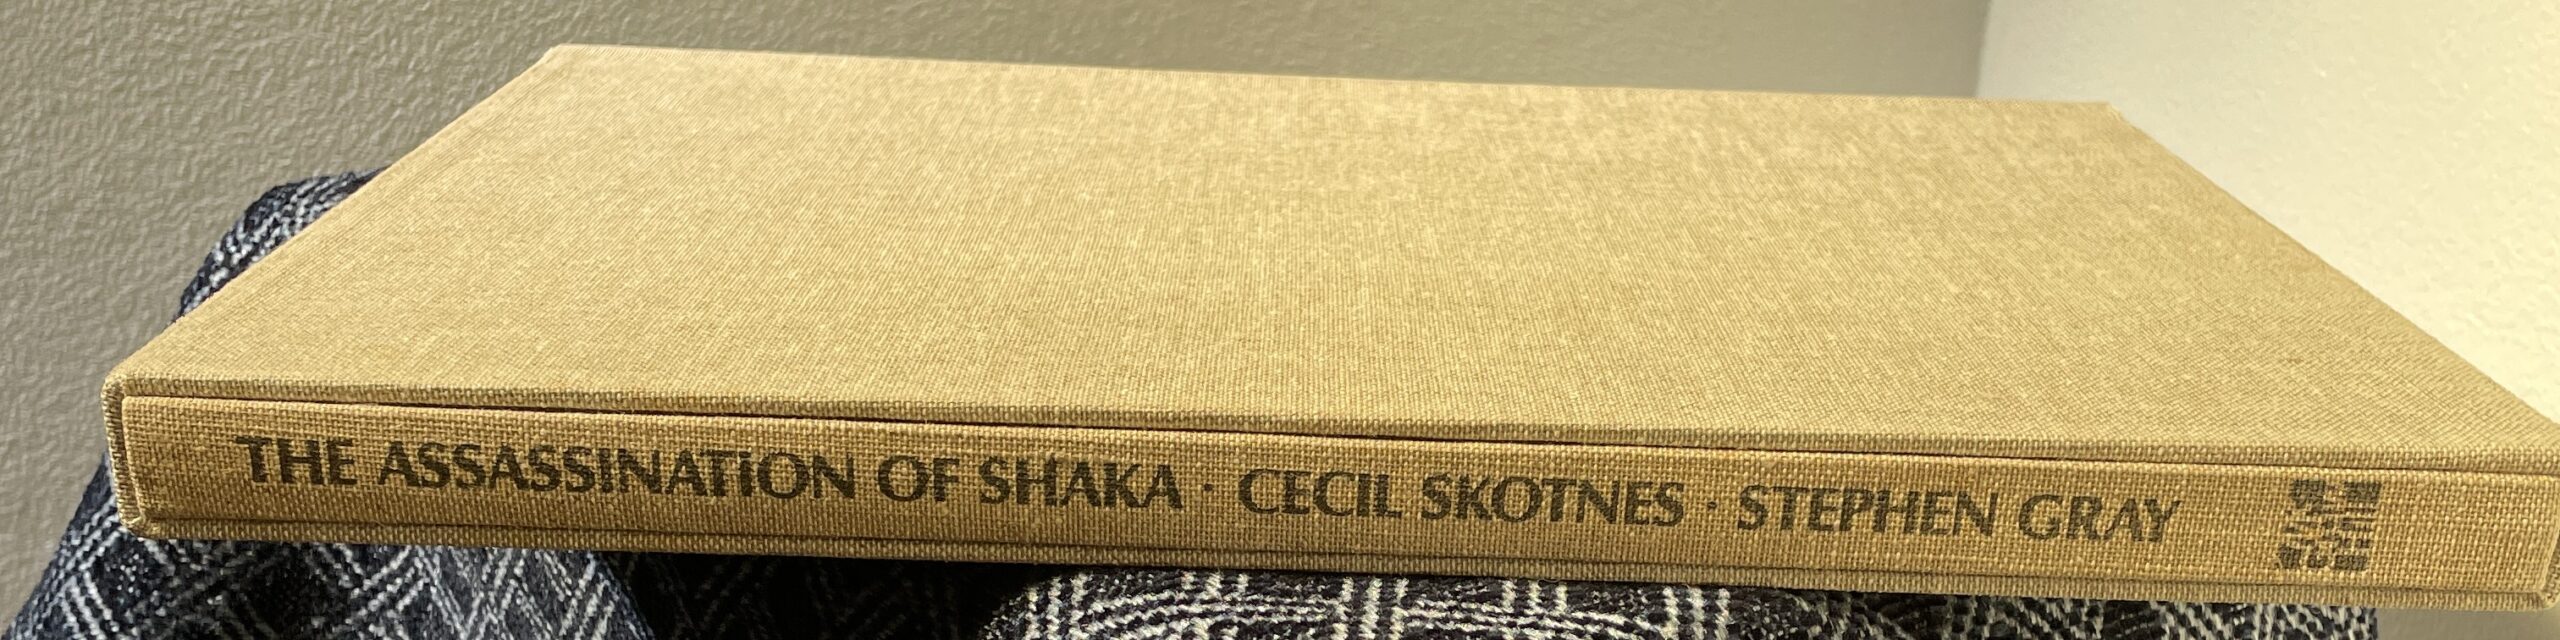 THE ASSASSINATION OF SHAKA · CECIL SKOTNES · STEPHEN GRAY